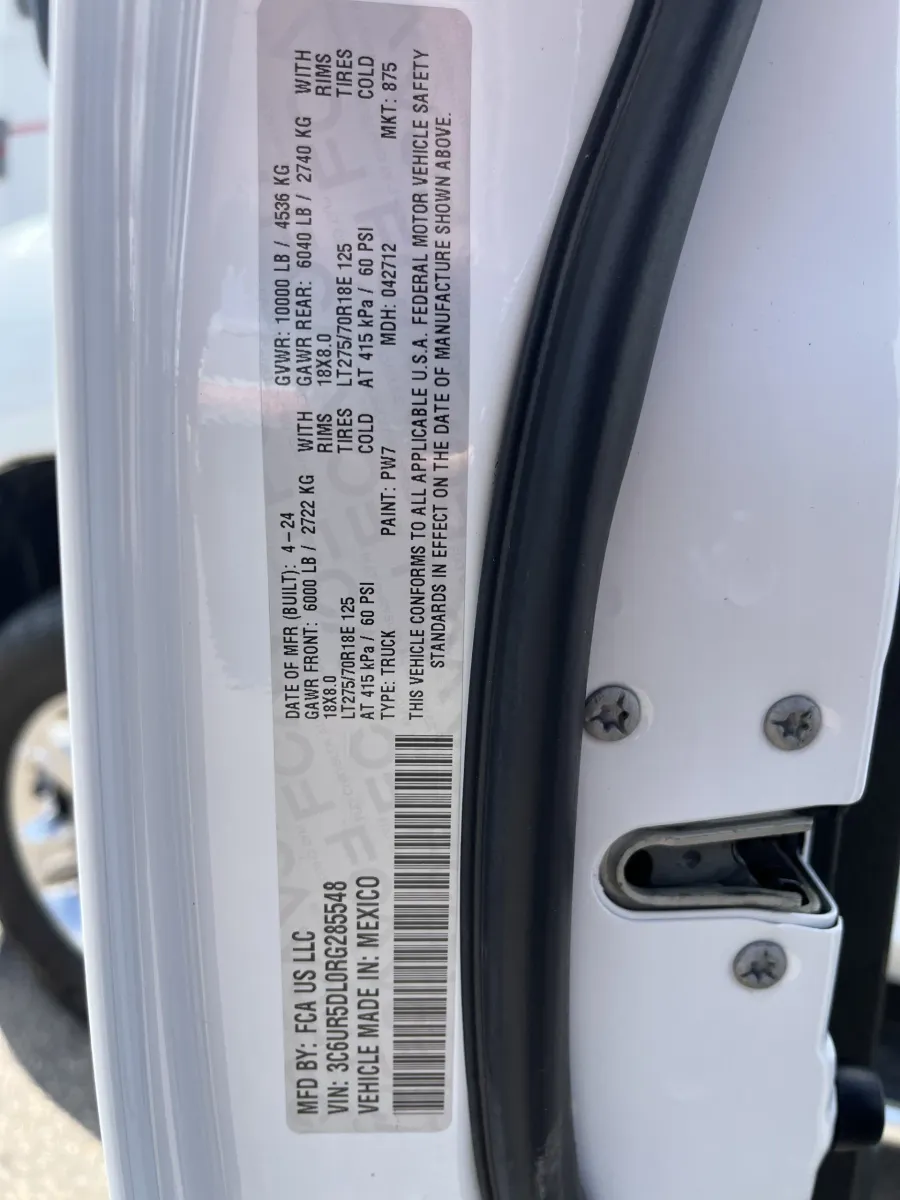 MFD BY: FCA US LLC
VIN: 3C6UR5DL0RG285548
VEHICLE MADE IN: MEXICO
DATE OF MFR (BUILT): 4-24 GVWR: 10000 LB / 4536 KG
GAWR FRONT: 6000 LB / 2722 KG WITH GAWR REAR: 6040 LB / 2740 KG WITH
18X8.0 RIMS 18X8.0 RIMS
LT275/70R18E 125 TIRES LT275/70R18E 125 TIRES
AT 415 kPa / 60 PSI COLD AT 415 kPa / 60 PSI COLD
TYPE: TRUCK PAINT: PW7 MDH: 042712 MKT: 875
THIS VEHICLE CONFORMS TO ALL APPLICABLE U.S.A. FEDERAL MOTOR VEHICLE SAFETY
STANDARDS IN EFFECT ON THE DATE OF MANUFACTURE SHOWN ABOVE.